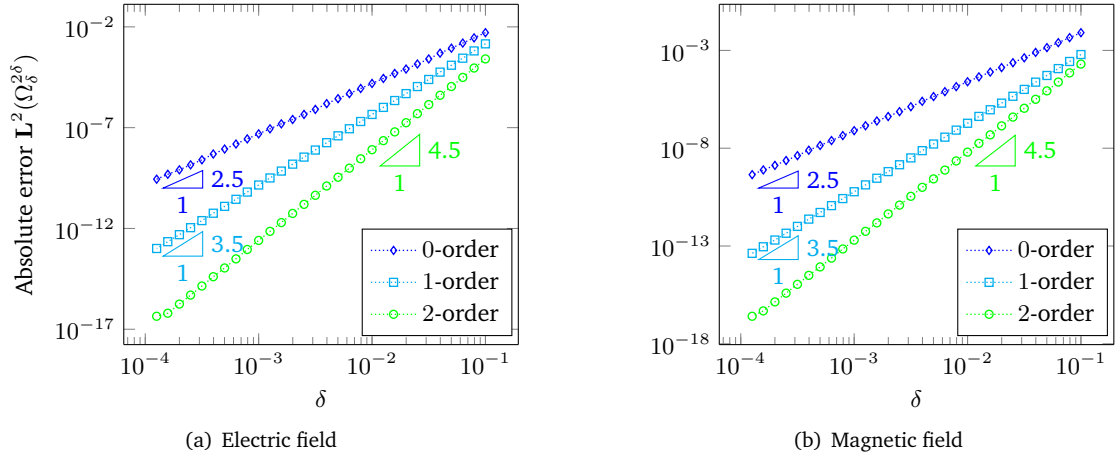 Absolute error L²(Ω_δ^{2δ})
10⁻²
10⁻⁷
10⁻¹²
10⁻¹⁷
2.5
1
3.5
1
4.5
1
0-order
1-order
2-order
10⁻⁴ 10⁻³ 10⁻² 10⁻¹
δ
(a) Electric field
10⁻³
10⁻⁸
10⁻¹³
10⁻¹⁸
2.5
1
3.5
1
4.5
1
0-order
1-order
2-order
10⁻⁴ 10⁻³ 10⁻² 10⁻¹
δ
(b) Magnetic field